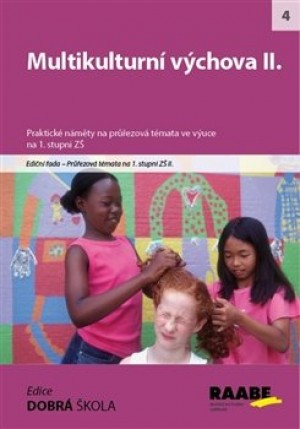 4
Multikulturní výchova II.
Praktické náměty na průřezová témata ve výuce
na 1. stupni ZŠ
Ediční řada – Průřezová témata na 1. stupni ZŠ II.
Edice
DOBRÁ ŠKOLA
RAABE